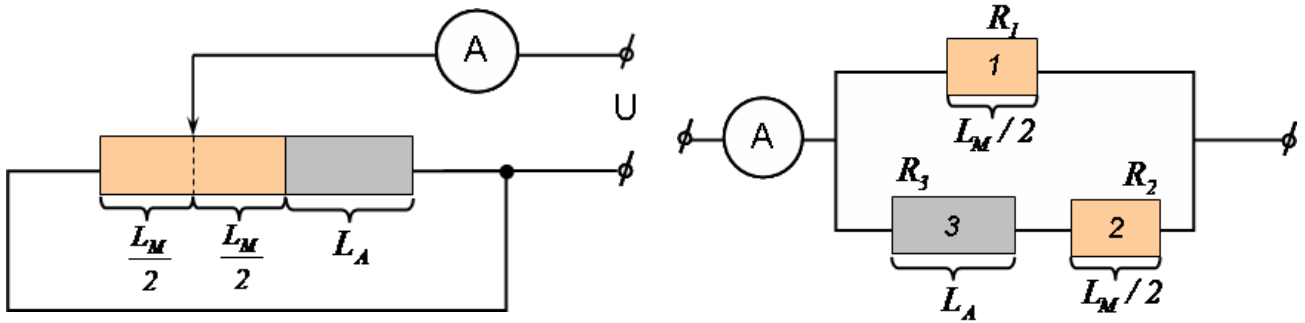 A
U
L_M/2 L_M/2 L_A
R_1
1
L_M/2
A
R_3 R_2
3 2
L_A L_M/2